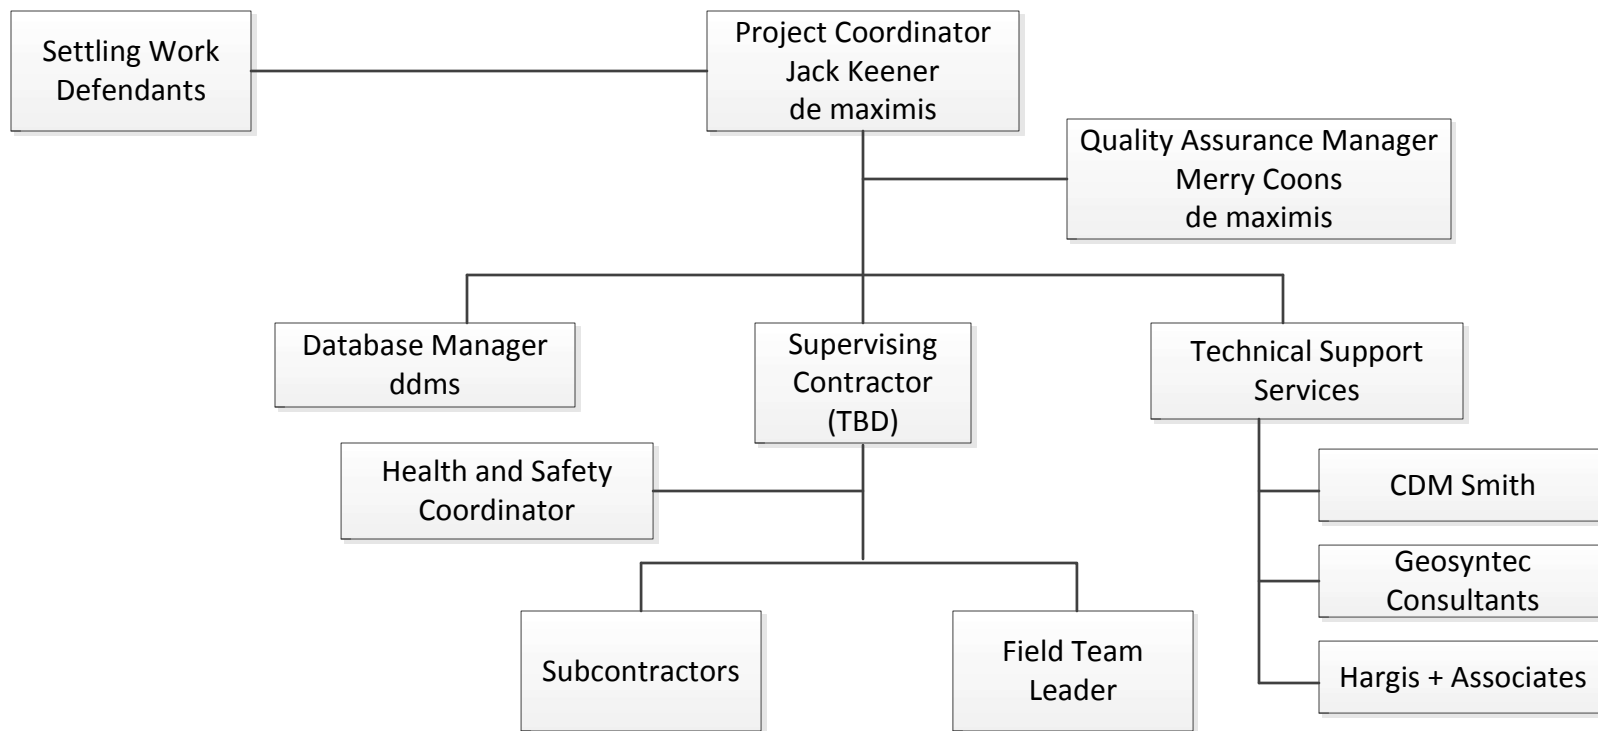 Settling Work
Defendants
Project Coordinator
Jack Keener
de maximis
Quality Assurance Manager
Merry Coons
de maximis
Database Manager
ddms
Supervising
Contractor
(TBD)
Technical Support
Services
Health and Safety
Coordinator
CDM Smith
Geosyntec
Consultants
Subcontractors
Field Team
Leader
Hargis + Associates